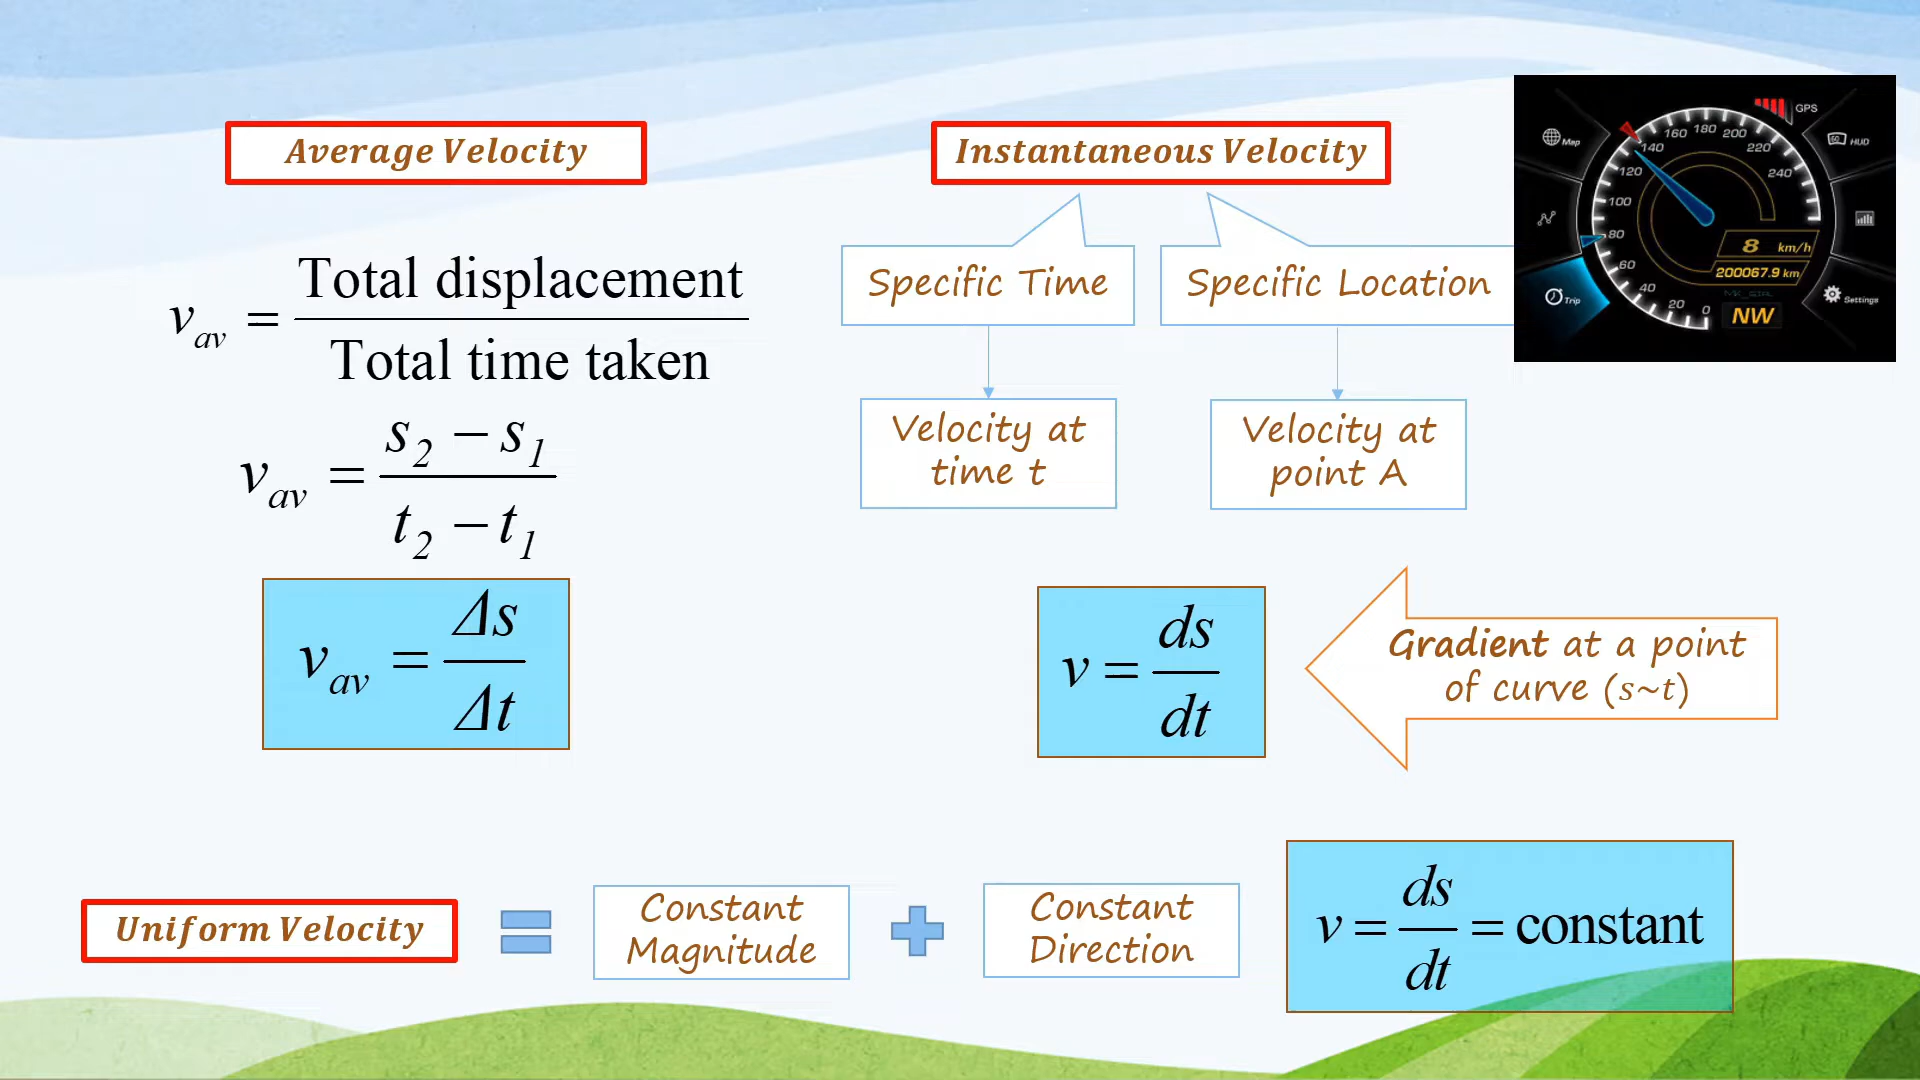 Average Velocity
v_av = Total displacement / Total time taken
v_av = s_2 − s_1 / t_2 − t_1
v_av = Δs / Δt
Instantaneous Velocity
Specific Time
Specific Location
Velocity at
time t
Velocity at
point A
v = ds / dt
Gradient at a point
of curve (s~t)
GPS
Map
HUD
Trip
Settings
0
20
40
60
80
100
120
140
160
180
200
220
240
8 km/h
200067.9 km
NW
Uniform Velocity
=
Constant
Magnitude
+
Constant
Direction
v = ds / dt = constant